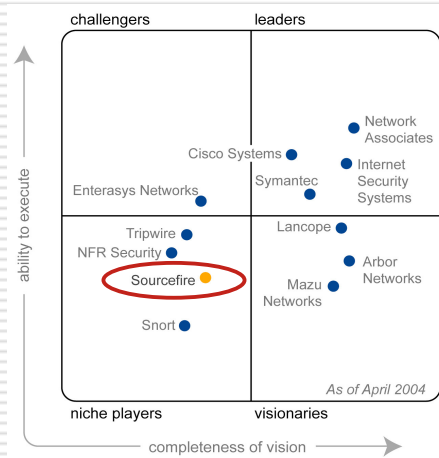 challengers
leaders
ability to execute
Network
Associates
Cisco Systems
Internet
Security
Systems
Symantec
Enterasys Networks
Tripwire
NFR Security
Sourcefire
Snort
Lancope
Arbor
Networks
Mazu
Networks
As of April 2004
niche players
visionaries
completeness of vision